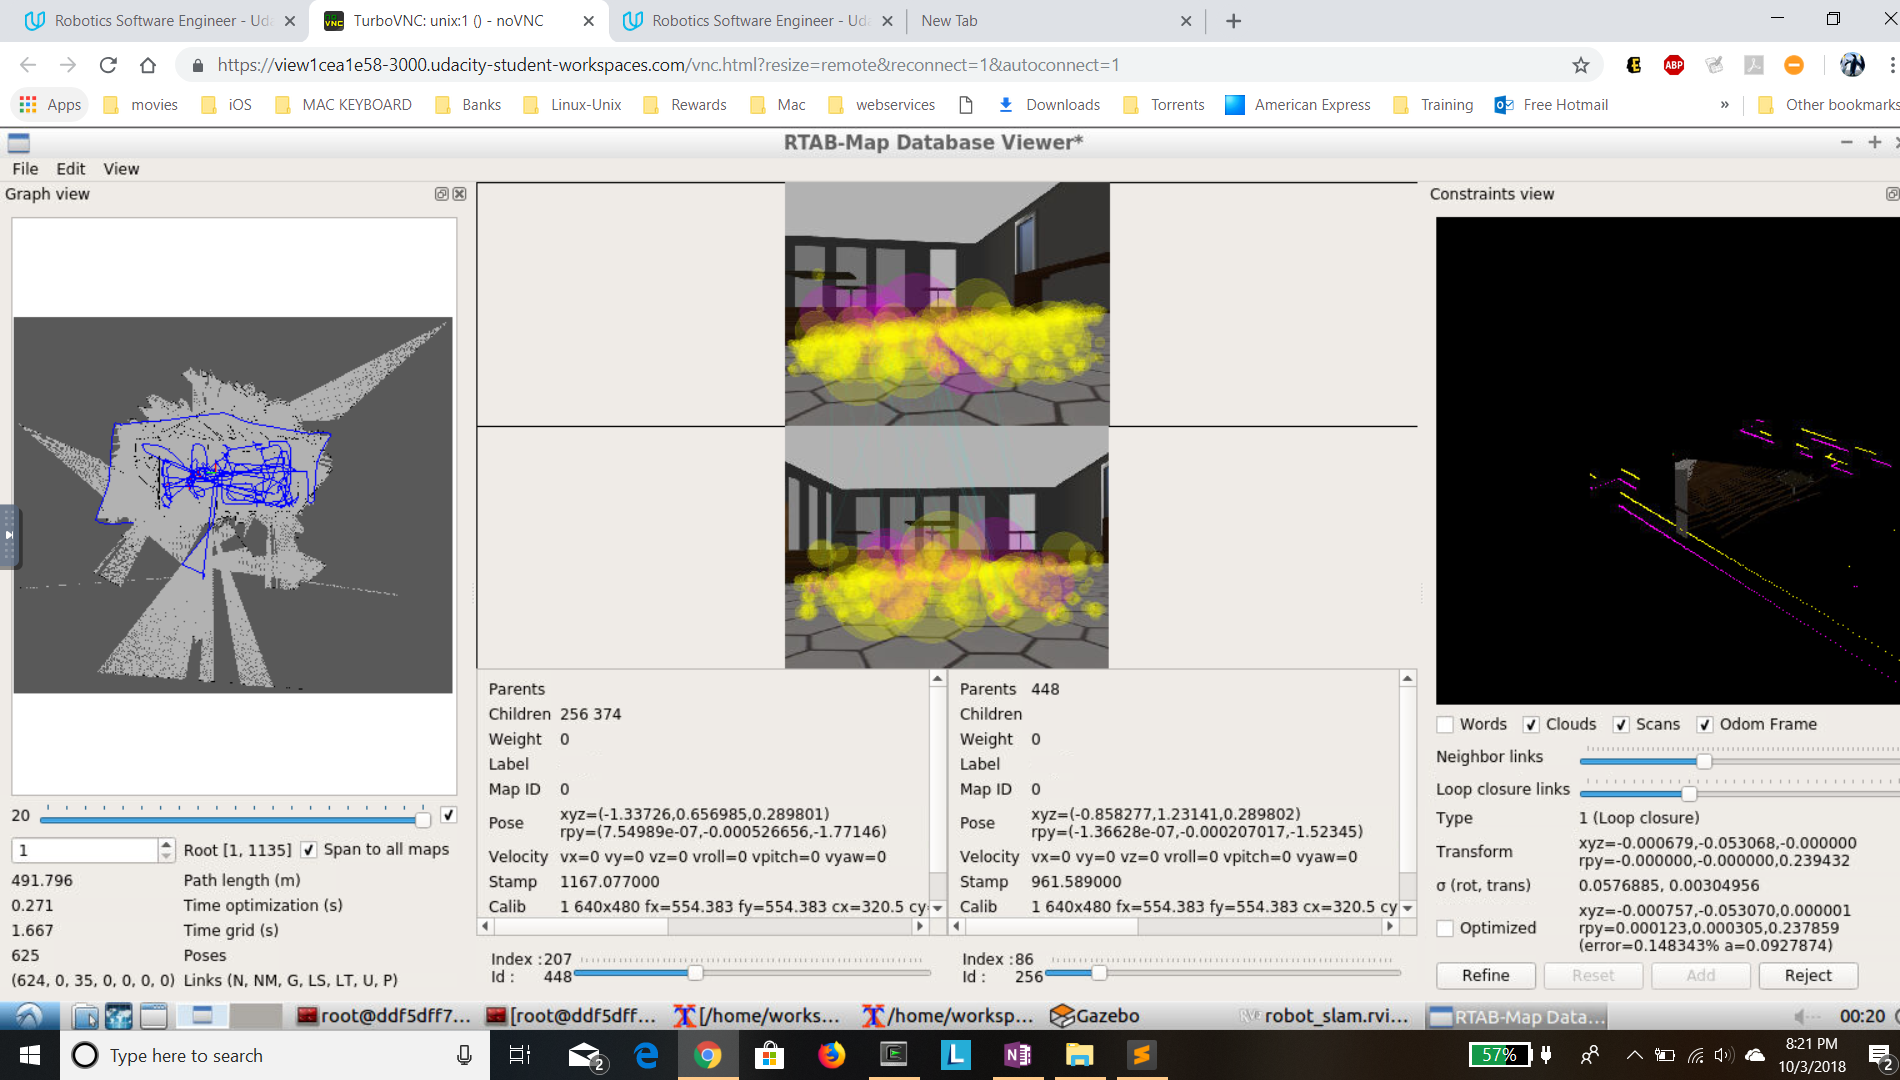 Robotics Software Engineer - Uda
TurboVNC: unix:1 () - noVNC
Robotics Software Engineer - Uda
New Tab
https://view1cea1e58-3000.udacity-student-workspaces.com/vnc.html?resize=remote&reconnect=1&autoconnect=1
ABP
Apps
movies
iOS
MAC KEYBOARD
Banks
Linux-Unix
Rewards
Mac
webservices
Downloads
Torrents
American Express
Training
Free Hotmail
»
Other bookmarks
RTAB-Map Database Viewer*
File Edit View
Graph view
Constraints view
20
1
Root [1, 1135]
Span to all maps
491.796 Path length (m)
0.271 Time optimization (s)
1.667 Time grid (s)
625 Poses
(624, 0, 35, 0, 0, 0, 0) Links (N, NM, G, LS, LT, U, P)
Parents
Children 256 374
Weight 0
Label
Map ID 0
Pose xyz=(-1.33726,0.656985,0.289801)
rpy=(7.54989e-07,-0.000526656,-1.77146)
Velocity vx=0 vy=0 vz=0 vroll=0 vpitch=0 vyaw=0
Stamp 1167.077000
Calib 1 640x480 fx=554.383 fy=554.383 cx=320.5 cy
Index : 207
Id : 448
Parents 448
Children
Weight 0
Label
Map ID 0
Pose xyz=(-0.858277,1.23141,0.289802)
rpy=(-1.36628e-07,-0.000207017,-1.52345)
Velocity vx=0 vy=0 vz=0 vroll=0 vpitch=0 vyaw=0
Stamp 961.589000
Calib 1 640x480 fx=554.383 fy=554.383 cx=320.5 cy
Index : 86
Id : 256
Words Clouds Scans Odom Frame
Neighbor links
Loop closure links
Type 1 (Loop closure)
Transform xyz=-0.000679,-0.053068,-0.000000
rpy=-0.000000,-0.000000,0.239432
σ (rot, trans) 0.0576885, 0.00304956
Optimized xyz=-0.000757,-0.053070,0.000001
rpy=0.000123,0.000305,0.237859
(error=0.148343% a=0.0927874)
Refine Reset Add Reject
root@ddf5dff7...
[root@ddf5dff...
[/home/works...
/home/worksp...
Gazebo
robot_slam.rvi...
RTAB-Map Data...
00:20
Type here to search
2
57%
8:21 PM
10/3/2018
2